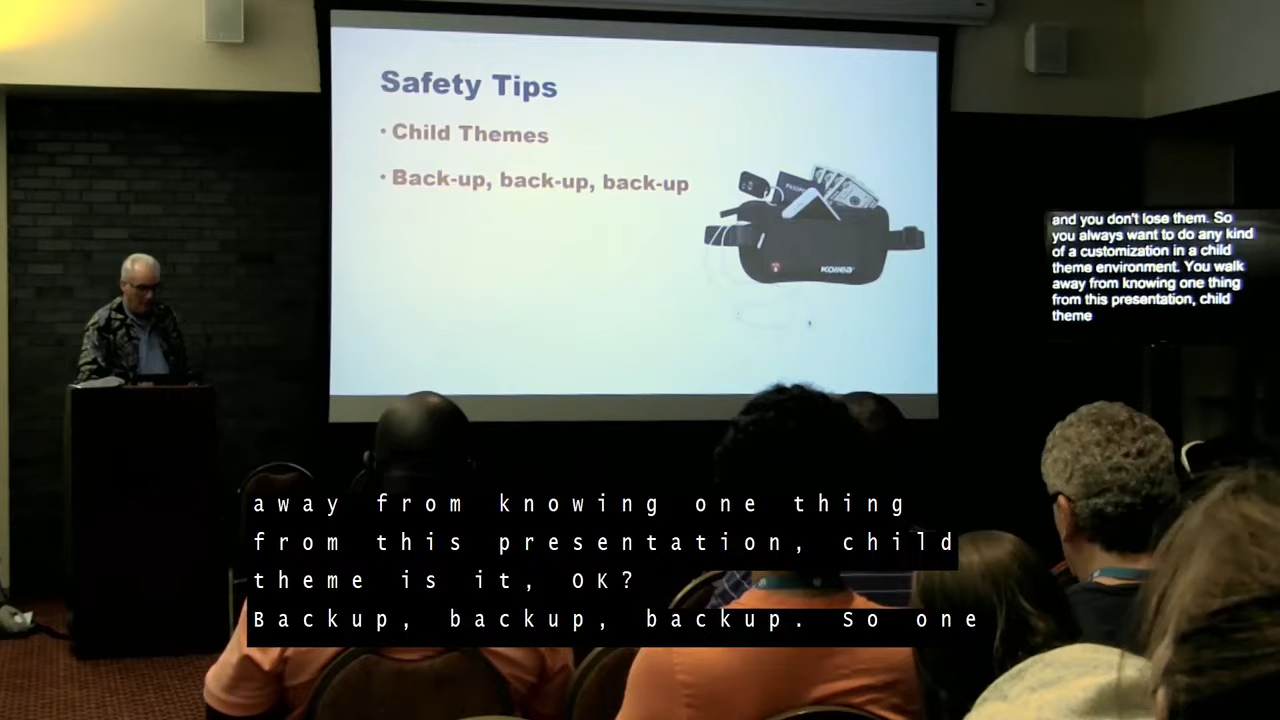 Safety Tips
• Child Themes
• Back-up, back-up, back-up
PASSPORT
KOIIEA
and you don't lose them. So
you always want to do any kind
of a customization in a child
theme environment. You walk
away from knowing one thing
from this presentation, child
theme
away from knowing one thing
from this presentation, child
theme is it, OK?
Backup, backup, backup. So one